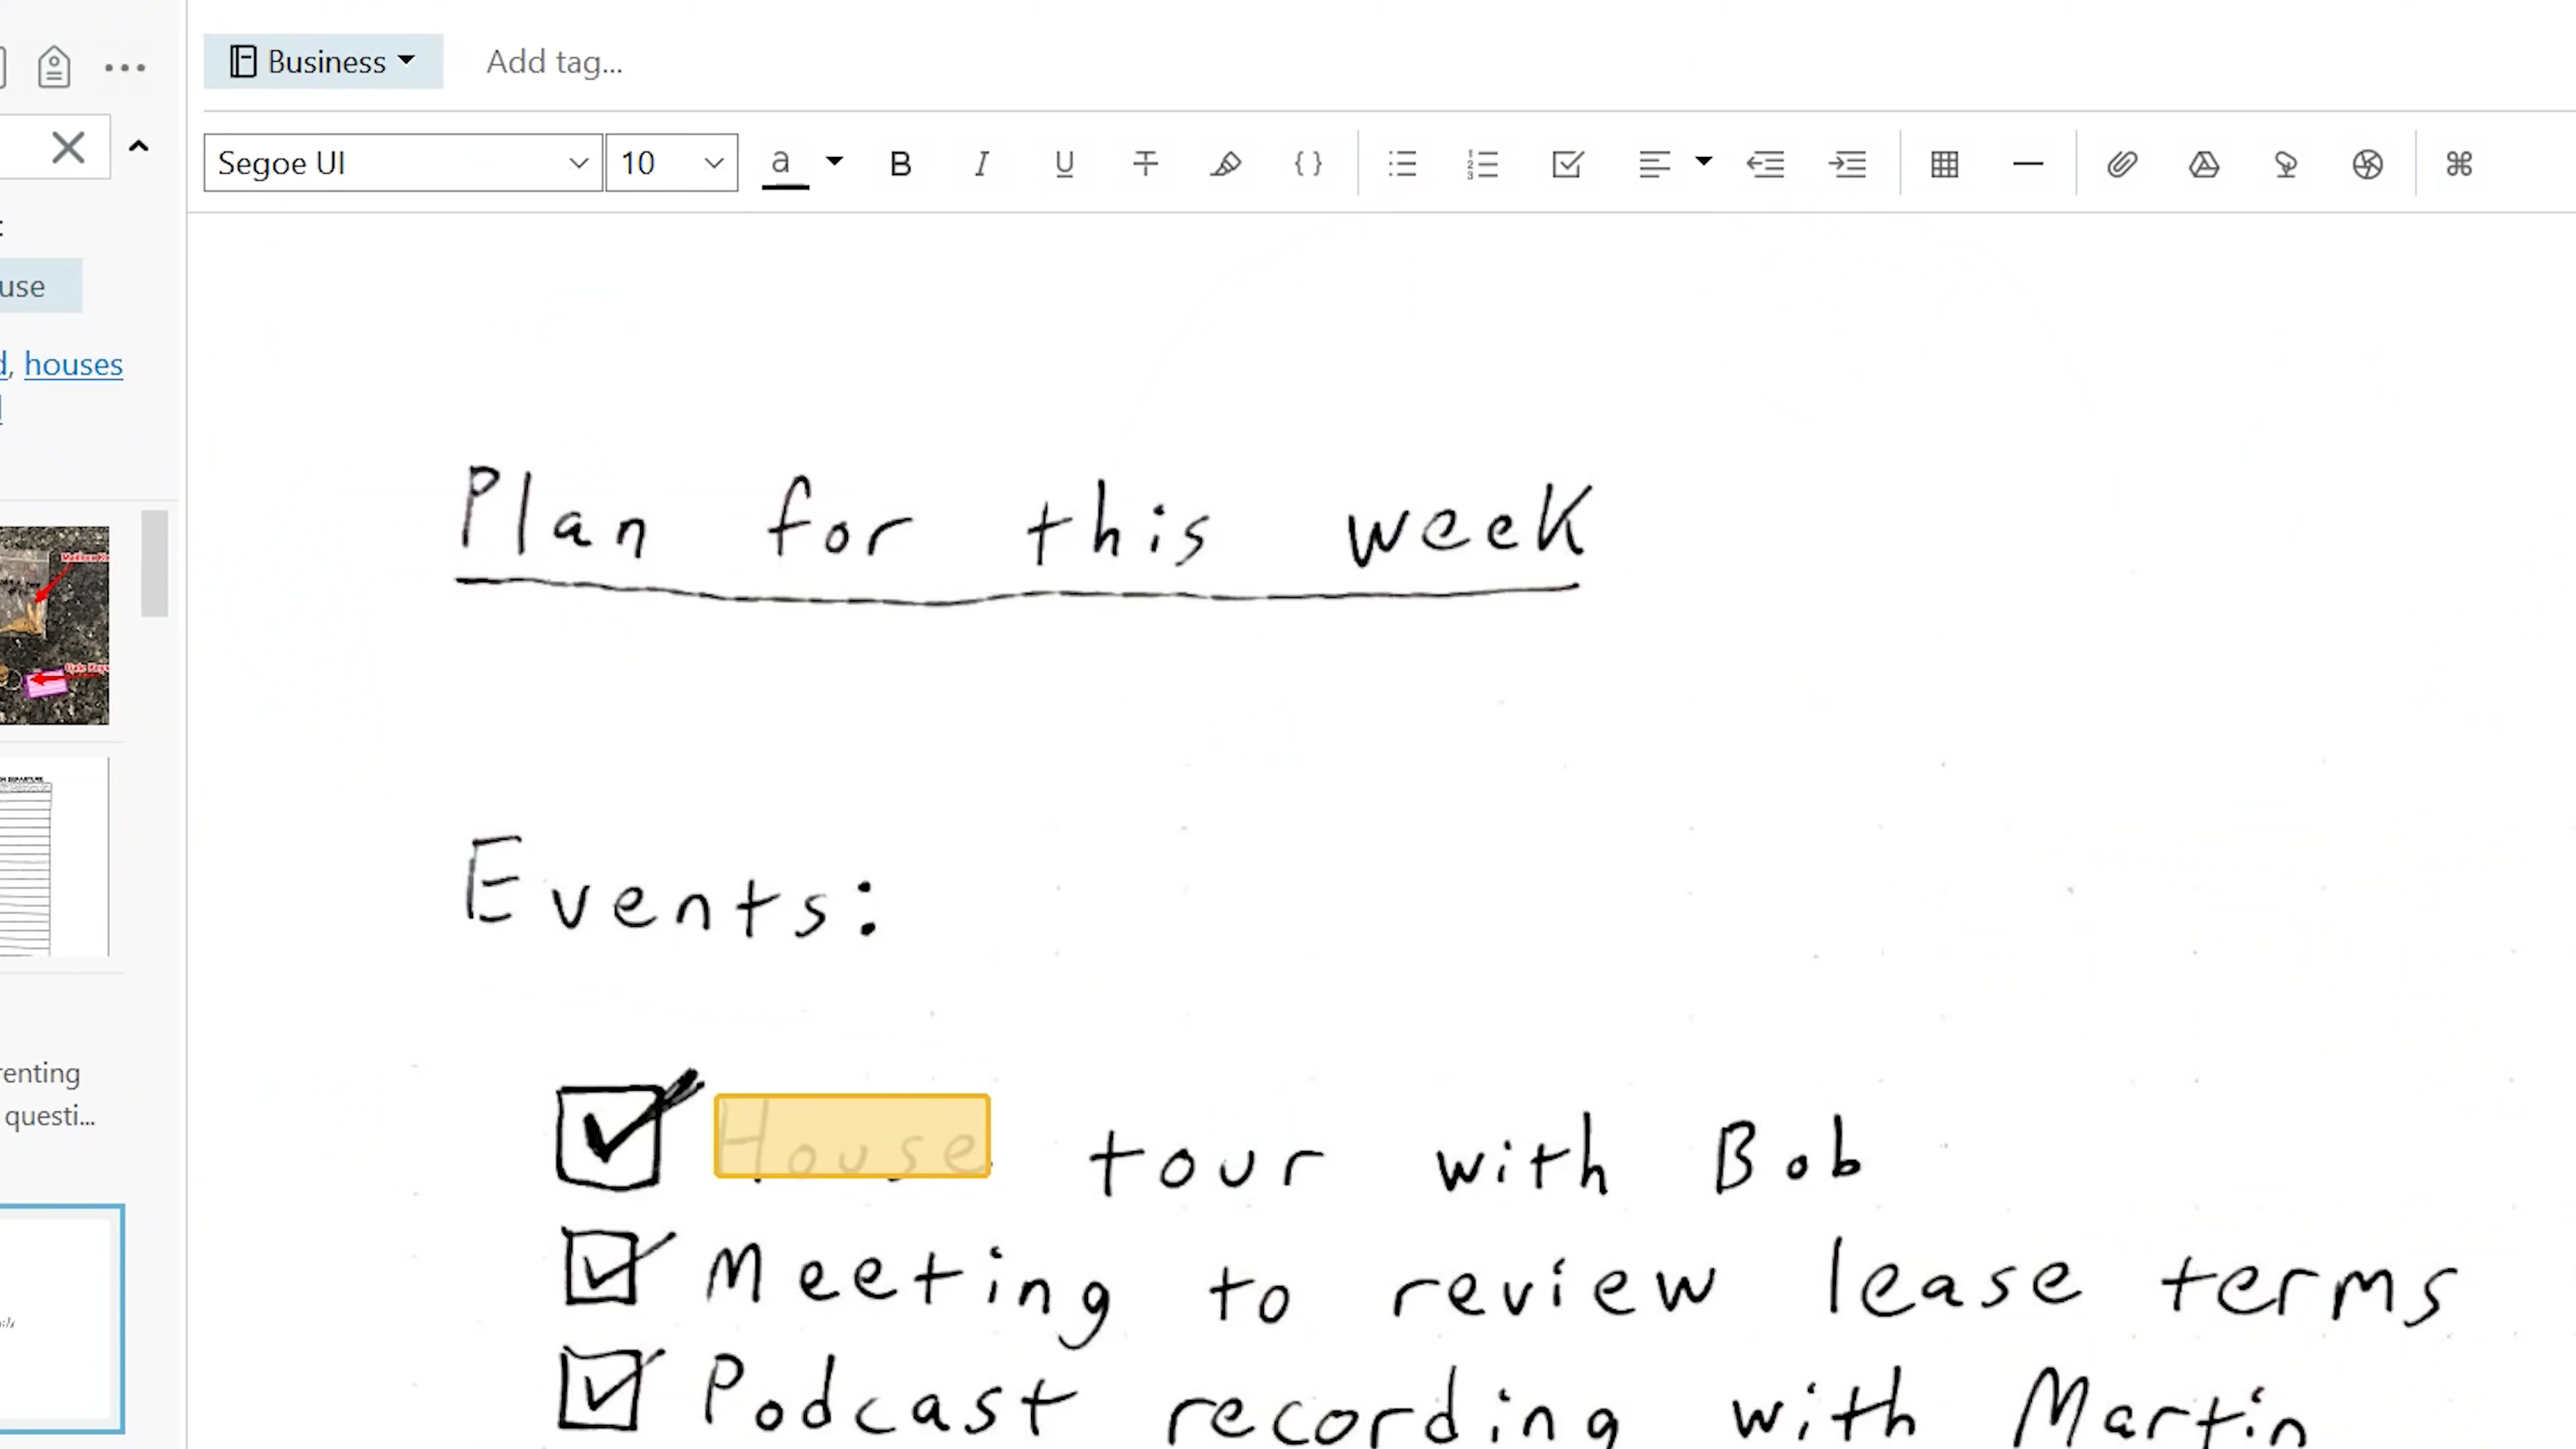 Business Add tag...
Segoe UI 10 a B I U T {}
use
houses
Plan for this week
Events:
House tour with Bob
Meeting to review lease terms
Podcast recording with Martin
renting
questi...